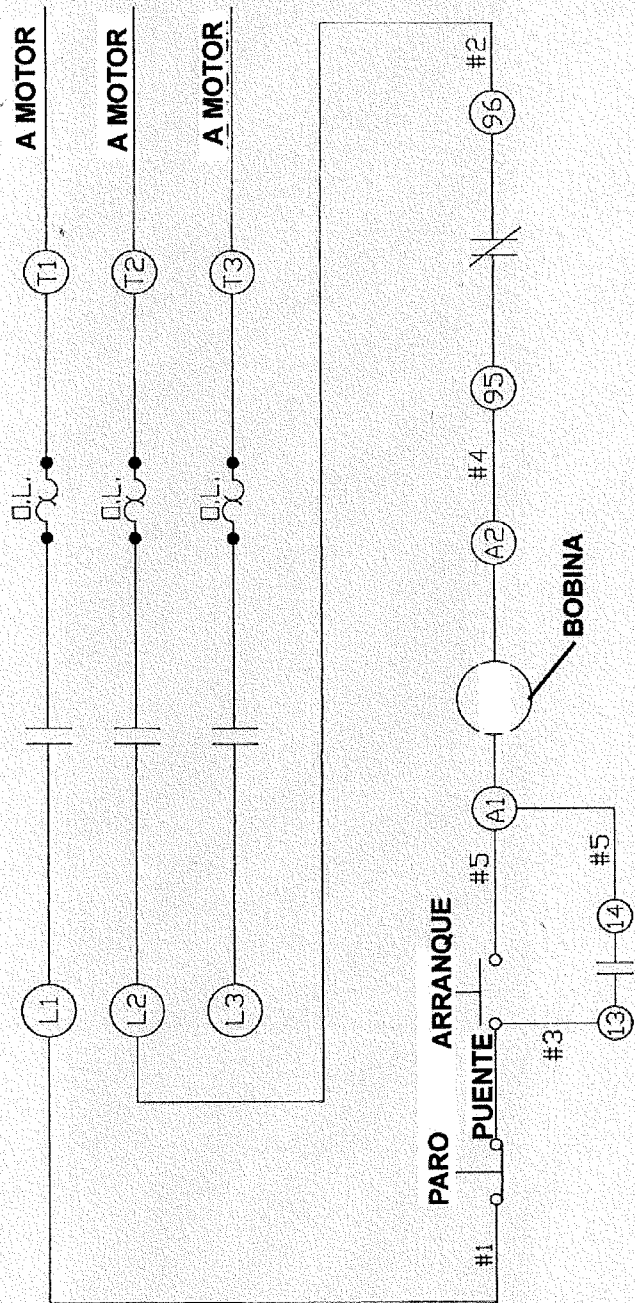 L1
O.L.
T1
A MOTOR
L2
O.L.
T2
A MOTOR
L3
O.L.
T3
A MOTOR
#1
PARO
PUENTE
ARRANQUE
#5
A1
BOBINA
A2
#4
95
96
#2
#3
13
14
#5